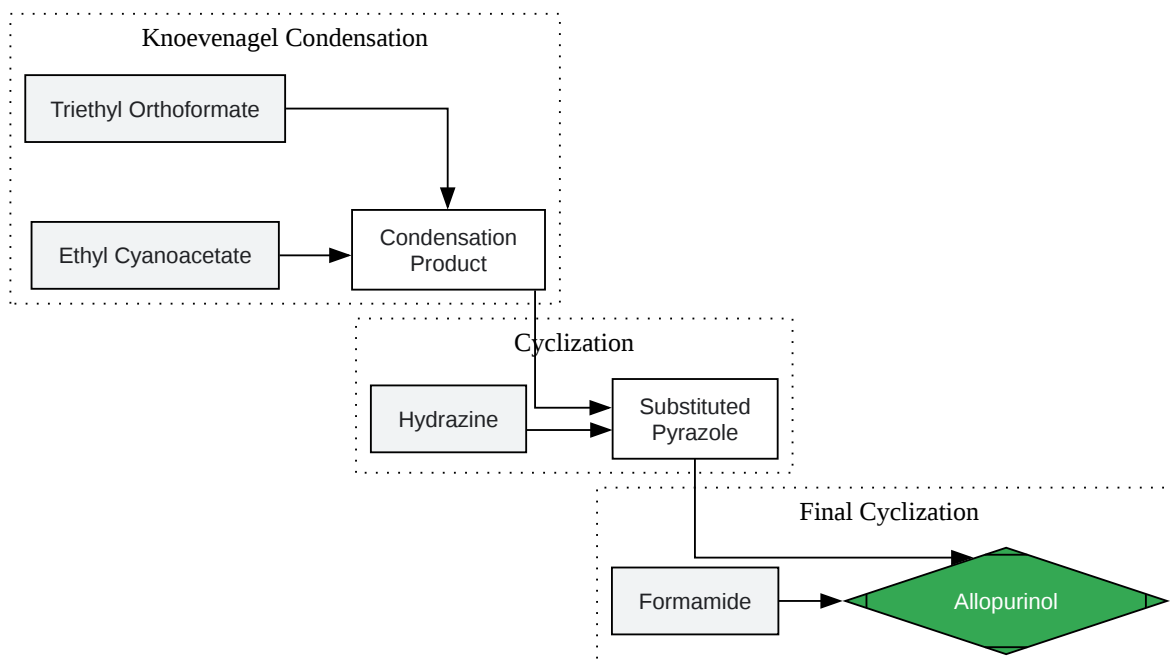 Knoevenagel Condensation
Triethyl Orthoformate
Ethyl Cyanoacetate
Condensation
Product
Cyclization
Hydrazine
Substituted
Pyrazole
Final Cyclization
Formamide
Allopurinol